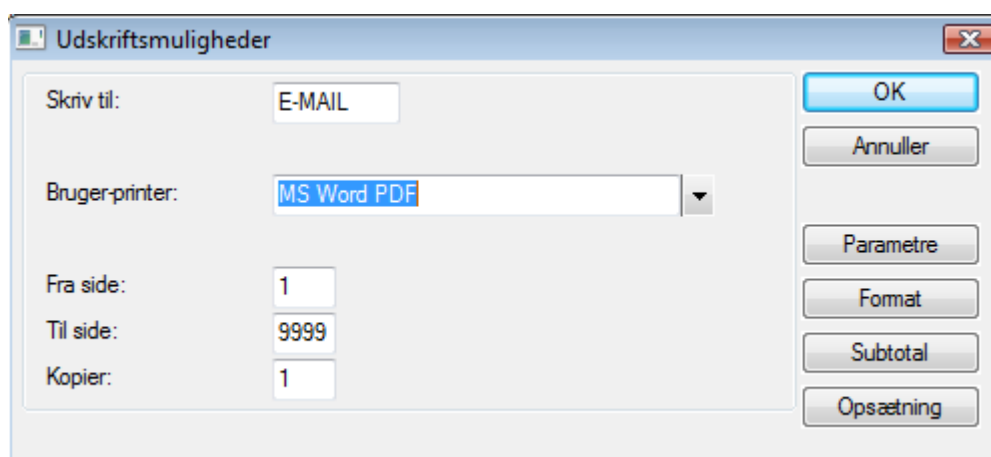 Udskriftsmuligheder
Skriv til: E-MAIL
OK
Annuller
Bruger-printer: MS Word PDF
Parametre
Fra side: 1
Format
Til side: 9999
Subtotal
Kopier: 1
Opsætning